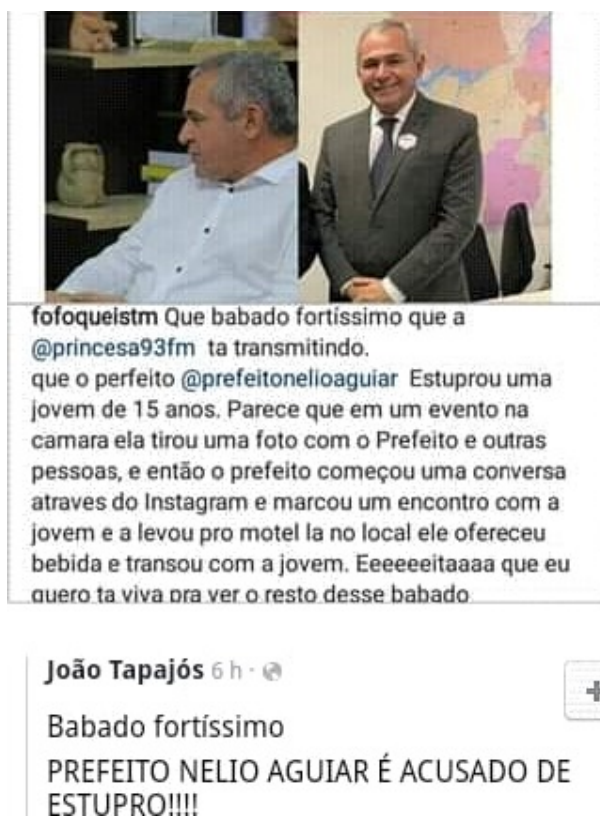 fofoqueistm Que babado fortíssimo que a
@princesa93fm ta transmitindo.
que o perfeito @prefeitonelioaguiar Estuprou uma
jovem de 15 anos. Parece que em um evento na
camara ela tirou uma foto com o Prefeito e outras
pessoas, e então o prefeito começou uma conversa
atraves do Instagram e marcou um encontro com a
jovem e a levou pro motel la no local ele ofereceu
bebida e transou com a jovem. Eeeeeeitaaaa que eu
quero ta viva pra ver o resto desse babado
João Tapajós 6 h ·
Babado fortíssimo
PREFEITO NELIO AGUIAR É ACUSADO DE
ESTUPRO!!!!